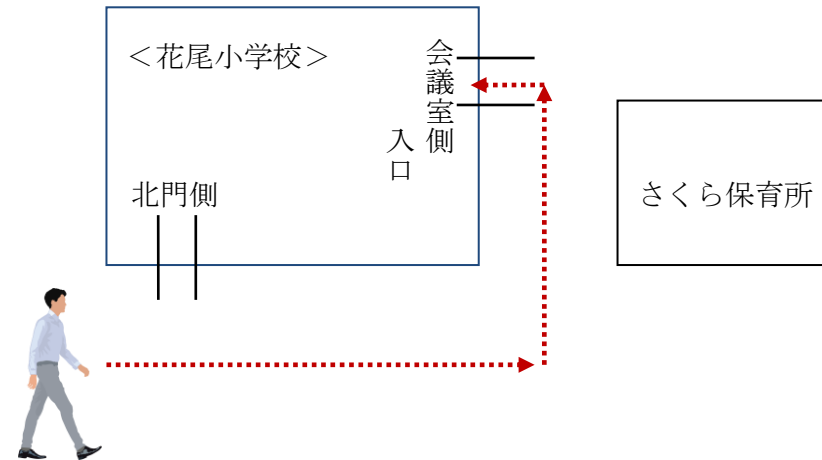 ＜花尾小学校＞
会議室側
入口
北門側
さくら保育所